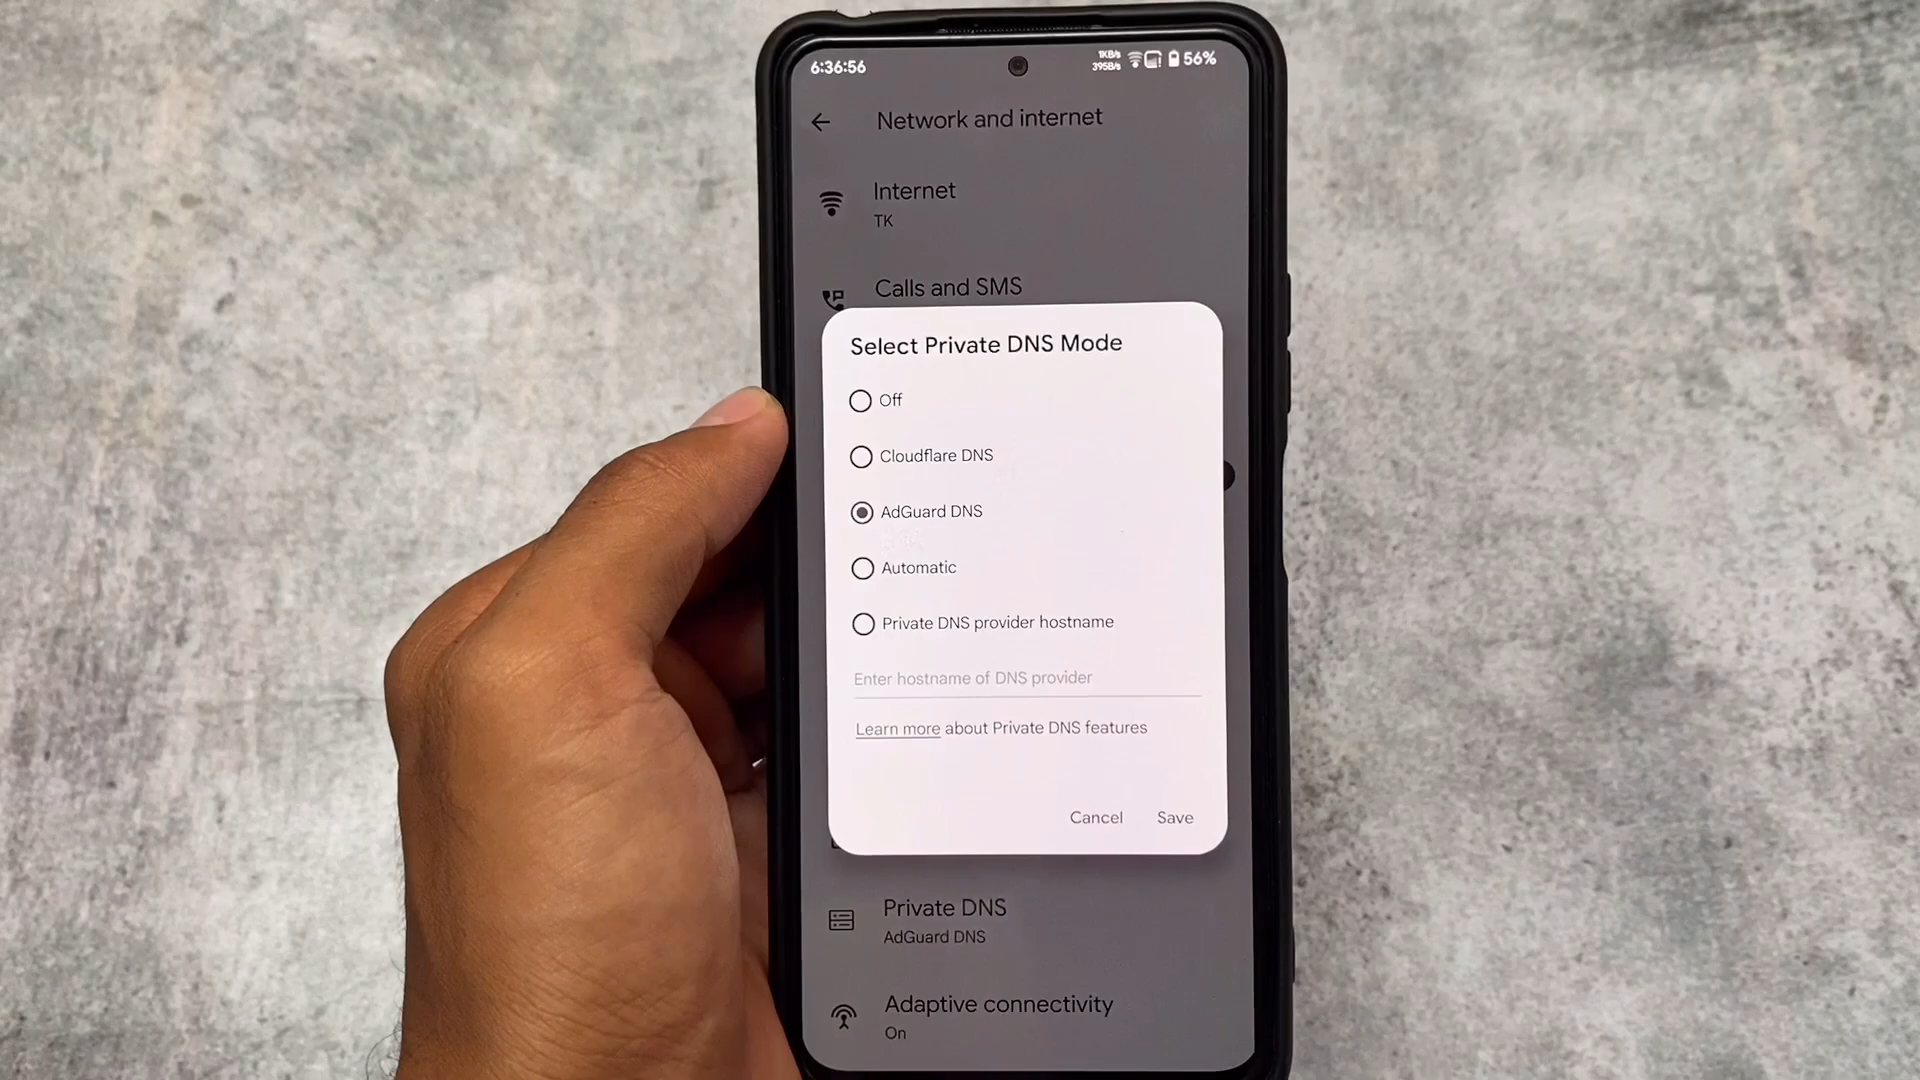 6:36:56
1KB/s
395B/s
56%
Network and internet
Internet
TK
Calls and SMS
Select Private DNS Mode
Off
Cloudflare DNS
AdGuard DNS
Automatic
Private DNS provider hostname
Enter hostname of DNS provider
Learn more about Private DNS features
Cancel Save
Private DNS
AdGuard DNS
Adaptive connectivity
On